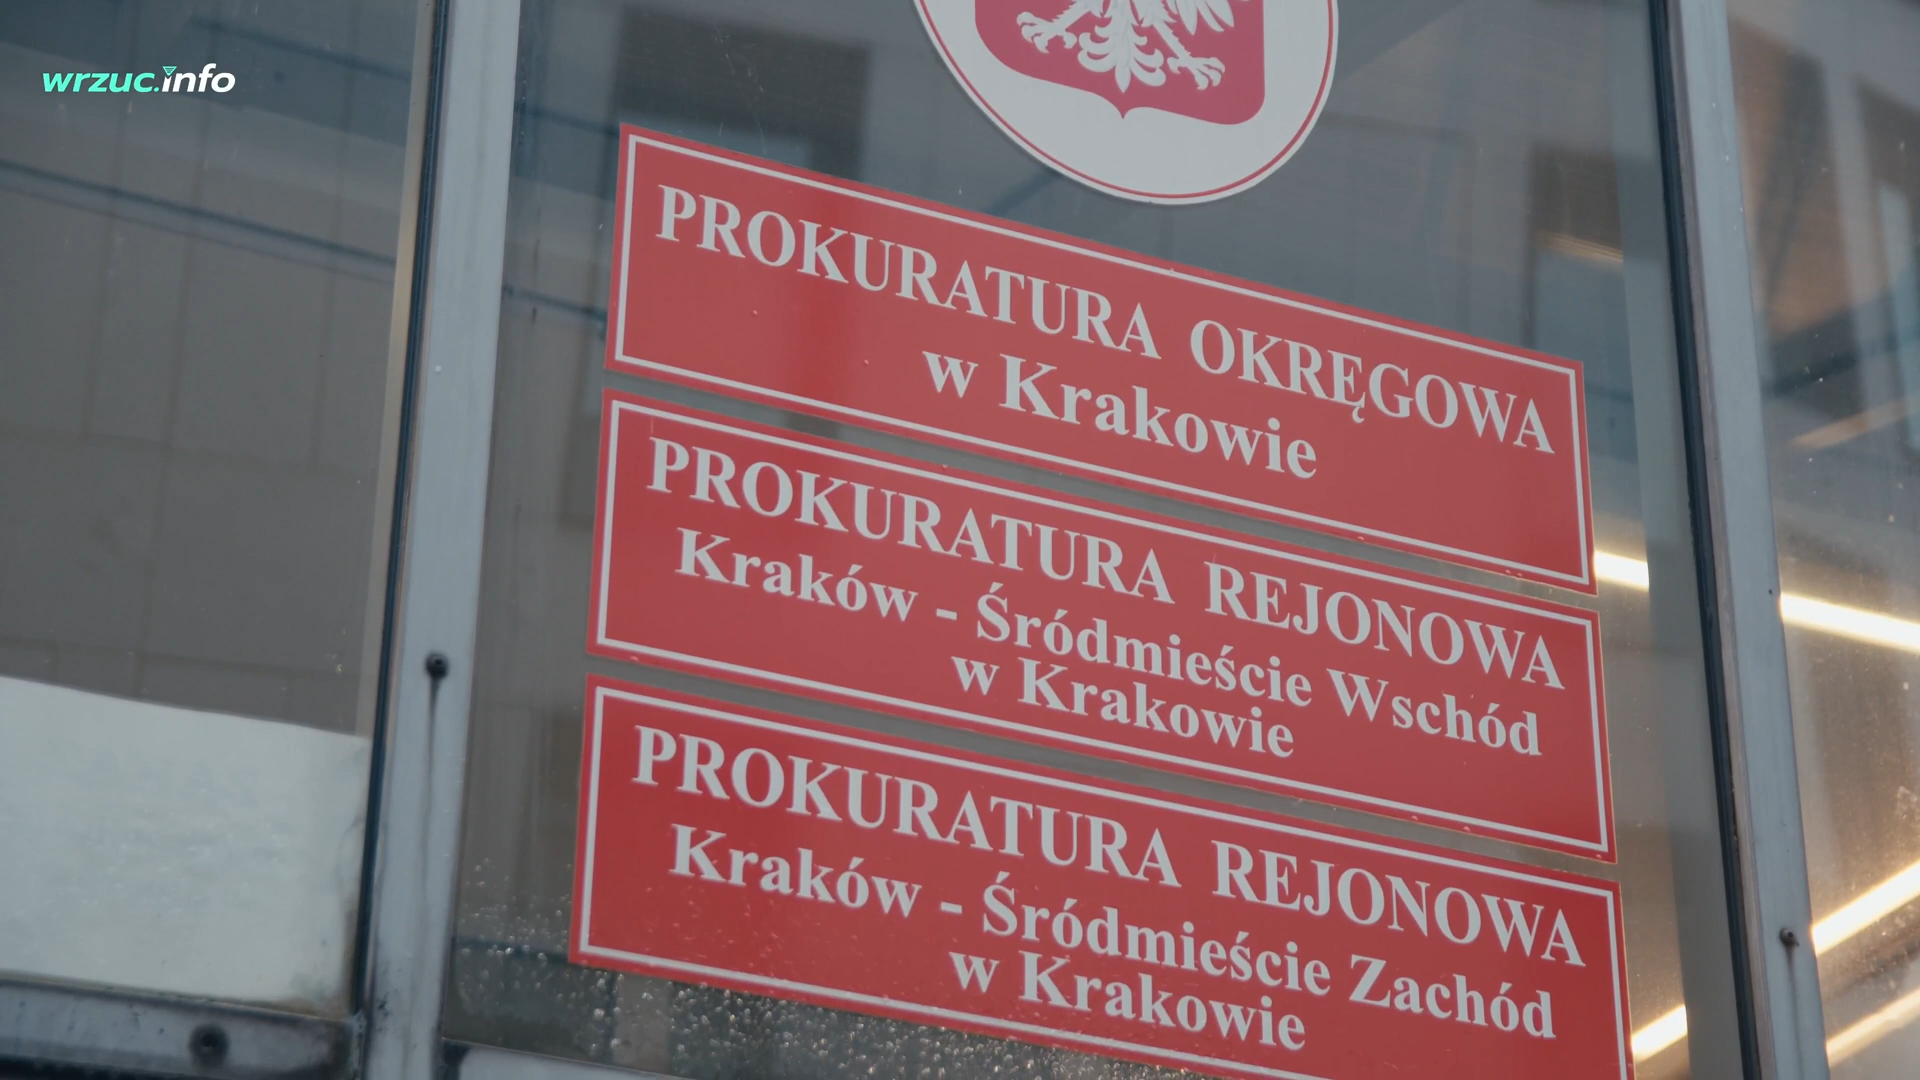 wrzuc.info
PROKURATURA OKRĘGOWA
w Krakowie
PROKURATURA REJONOWA
Kraków - Śródmieście Wschód
w Krakowie
PROKURATURA REJONOWA
Kraków - Śródmieście Zachód
w Krakowie